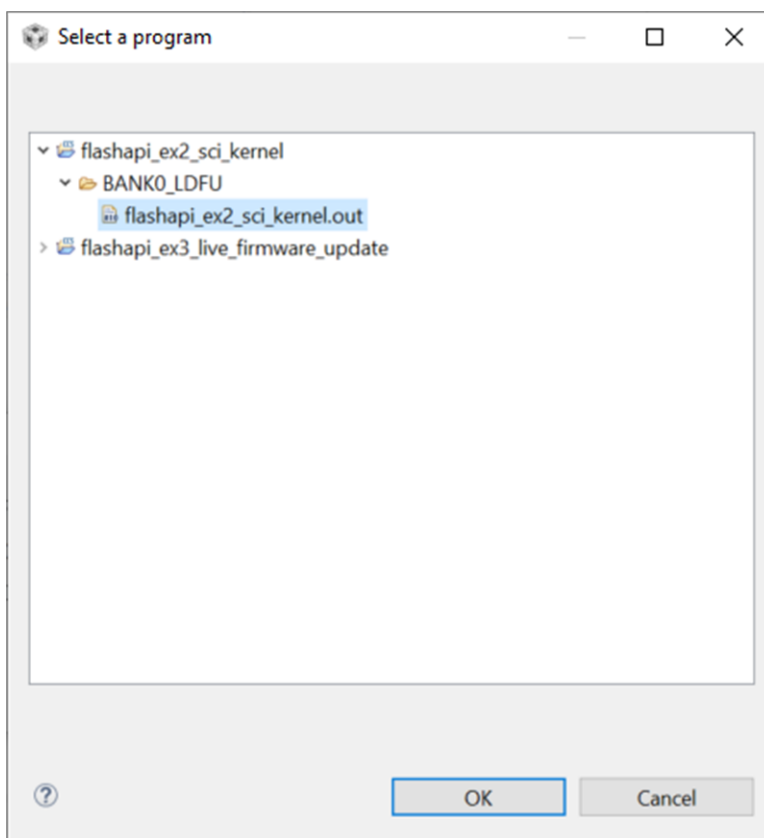 Select a program
flashapi_ex2_sci_kernel
BANK0_LDFU
flashapi_ex2_sci_kernel.out
flashapi_ex3_live_firmware_update
?
OK
Cancel